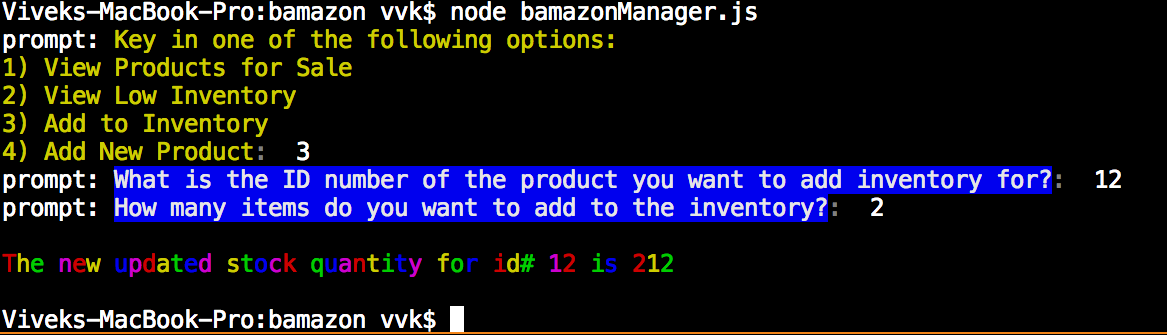 Viveks-MacBook-Pro:bamazon vvk$ node bamazonManager.js
prompt: Key in one of the following options:
1) View Products for Sale
2) View Low Inventory
3) Add to Inventory
4) Add New Product:  3
prompt: What is the ID number of the product you want to add inventory for?:  12
prompt: How many items do you want to add to the inventory?:  2
The new updated stock quantity for id# 12 is 212
Viveks-MacBook-Pro:bamazon vvk$